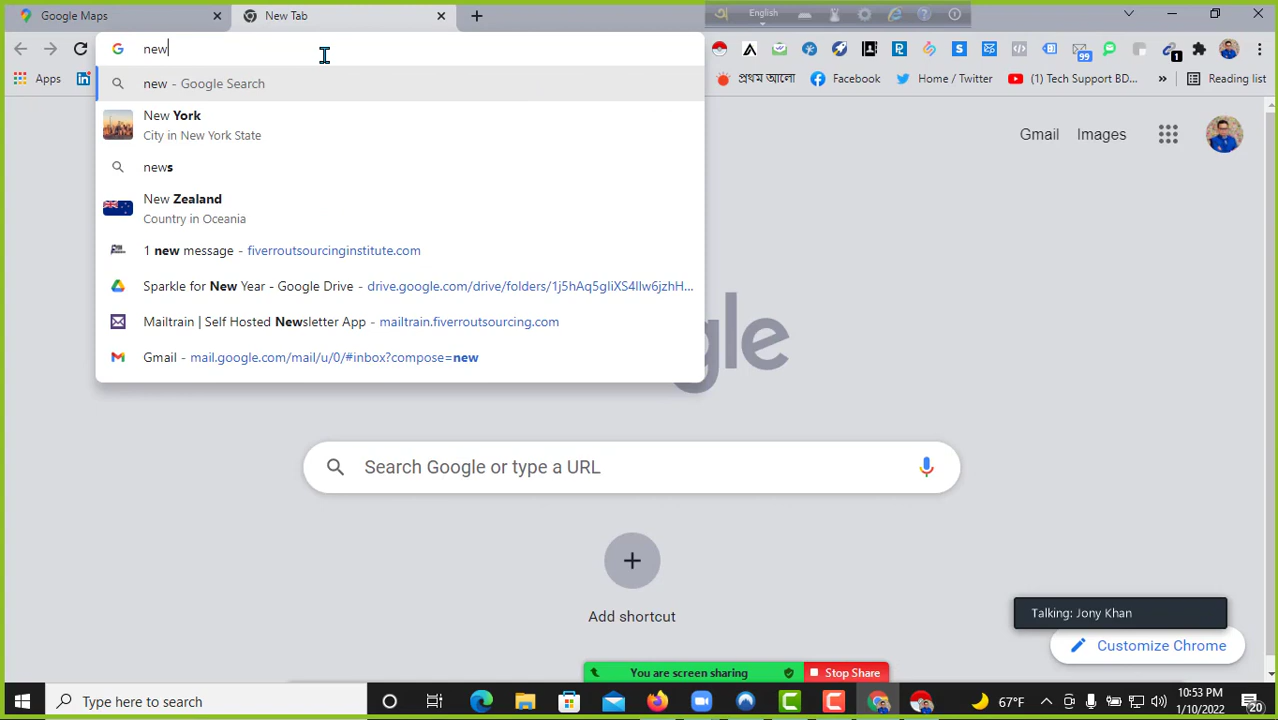 Google Maps
New Tab
English
new
Apps
প্রথম আলো
Facebook
Home / Twitter
(1) Tech Support BD...
»
Reading list
99
1
new - Google Search
New York
City in New York State
news
New Zealand
Country in Oceania
1 new message - fiverroutsourcinginstitute.com
Sparkle for New Year - Google Drive - drive.google.com/drive/folders/1j5hAq5gIiXS4lIw6jzhH...
Mailtrain | Self Hosted Newsletter App - mailtrain.fiverroutsourcing.com
Gmail - mail.google.com/mail/u/0/#inbox?compose=new
Gmail
Images
gle
Search Google or type a URL
Add shortcut
Talking: Jony Khan
Customize Chrome
You are screen sharing
Stop Share
Type here to search
67°F
10:53 PM
1/10/2022
20